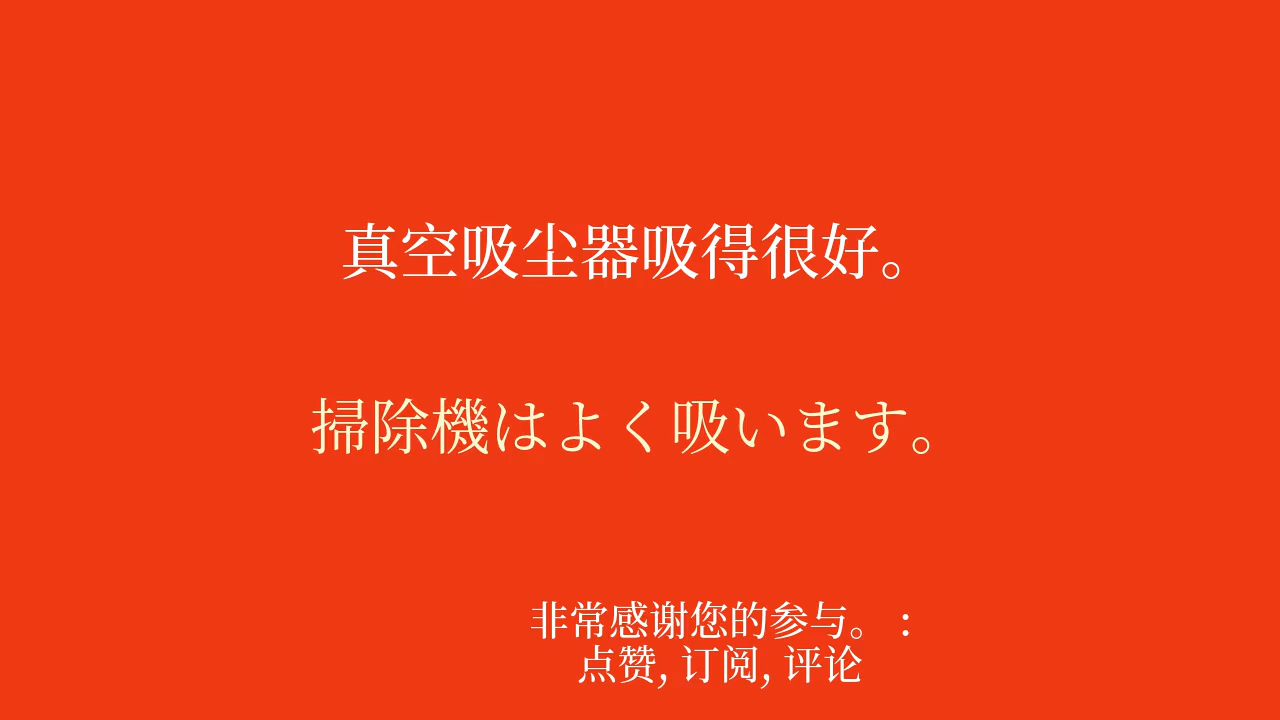 真空吸尘器吸得很好。
掃除機はよく吸います。
非常感谢您的参与。 :
点赞, 订阅, 评论